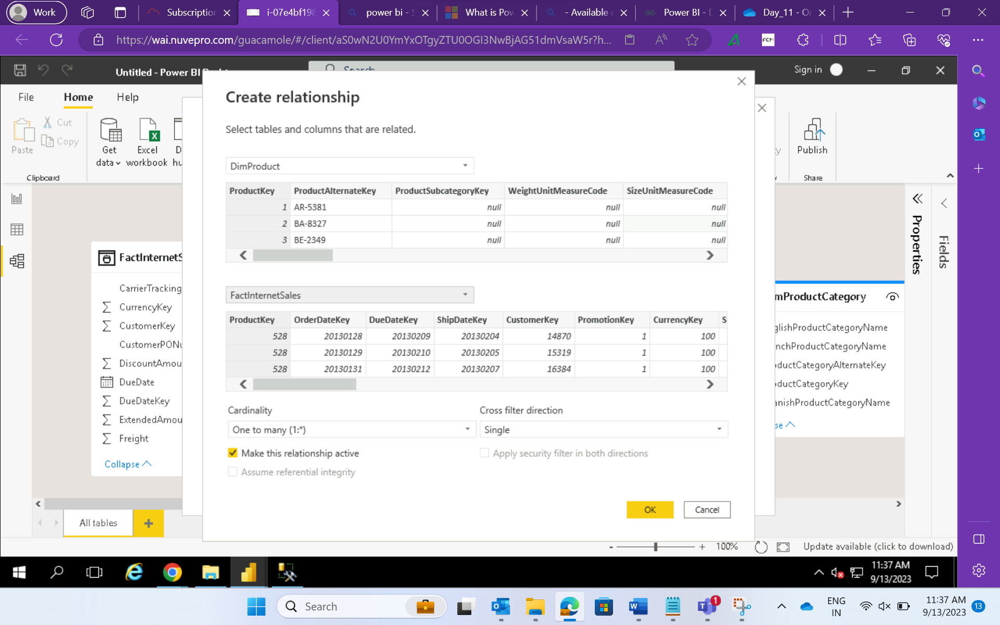 Work
Subscription
i-07e4bf198
power bi - S
What is Pow
- Available
Power BI - D
Day_11 - O
https://wai.nuvepro.com/guacamole/#/client/aS0wN2U0YmYxOTgyZTU0OGI3NwBjAG51dmVsaW5r?h...
FCM
Untitled - Power BI
Search
Sign in
File
Home
Help
Cut
Copy
Paste
Get data
Excel workbook
Clipboard
Publish
Share
Create relationship
Select tables and columns that are related.
DimProduct
ProductKey ProductAlternateKey ProductSubcategoryKey WeightUnitMeasureCode SizeUnitMeasureCode
1 AR-5381 null null null
2 BA-8327 null null null
3 BE-2349 null null null
FactInternetSales
ProductKey OrderDateKey DueDateKey ShipDateKey CustomerKey PromotionKey CurrencyKey S
528 20130128 20130209 20130204 14870 1 100
528 20130129 20130210 20130205 15319 1 100
528 20130131 20130212 20130207 16384 1 100
Cardinality
Cross filter direction
One to many (1:*)
Single
Make this relationship active
Apply security filter in both directions
Assume referential integrity
OK
Cancel
FactInternetS
CarrierTracking
CurrencyKey
CustomerKey
CustomerPONu
DiscountAmou
DueDate
DueDateKey
ExtendedAmou
Freight
Collapse
mProductCategory
glishProductCategoryName
nchProductCategoryName
ductCategoryAlternateKey
ductCategoryKey
anishProductCategoryName
se
Properties
Fields
All tables
+
- + 100%
Update available (click to download)
11:37 AM
9/13/2023
Search
1
ENG
IN
11:37 AM
9/13/2023
13